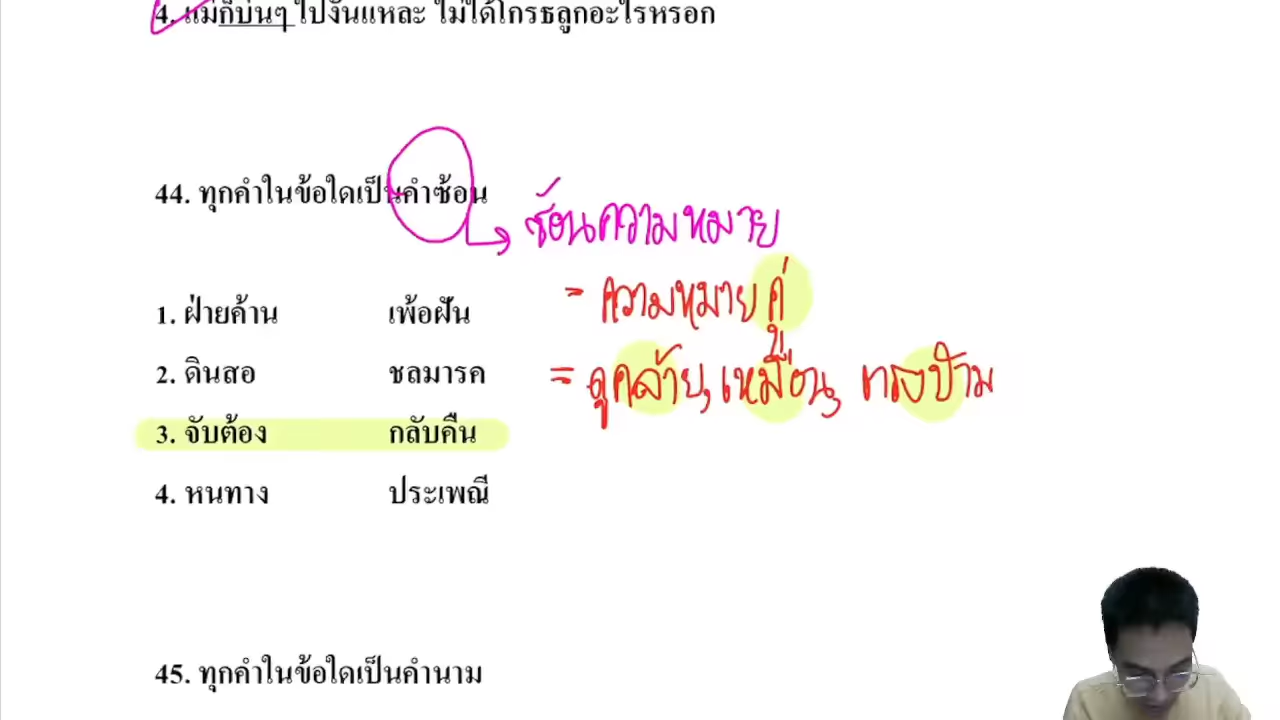 4. แม่ก็บ่นๆ ไปงั้นแหละ ไม่ได้โกรธลูกอะไรหรอก
44. ทุกคำในข้อใดเป็นคำซ้อน
ซ้อนความหมาย
= ความหมายคู่
1. ฝ่ายค้าน เพ้อฝัน
2. ดินสอ ชลมารค
= ดูคล้าย, เหมือน, ตรงข้าม
3. จับต้อง กลับคืน
4. หนทาง ประเพณี
45. ทุกคำในข้อใดเป็นคำนาม